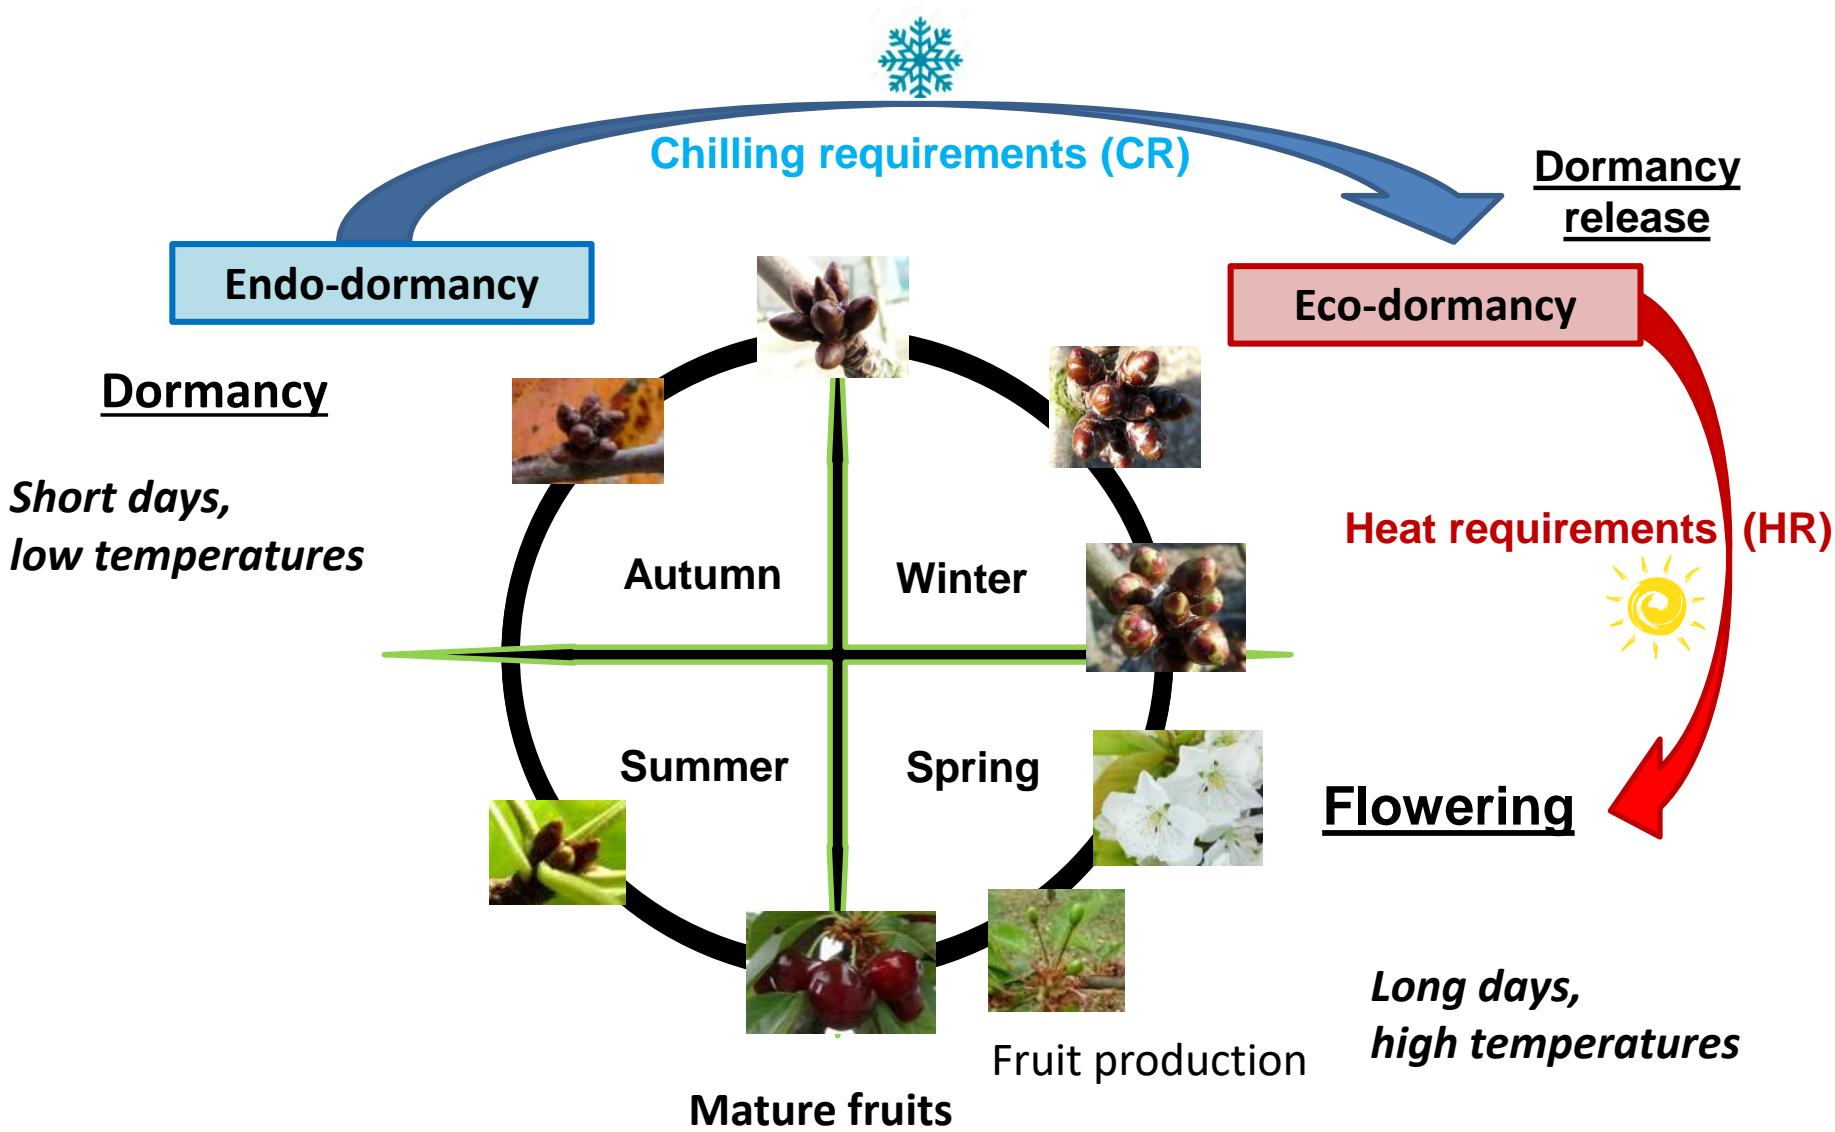 Chilling requirements (CR)
Dormancy
release
Endo-dormancy
Eco-dormancy
Dormancy
Short days,
low temperatures
Heat requirements (HR)
Autumn
Winter
Summer
Spring
Flowering
Long days,
high temperatures
Fruit production
Mature fruits